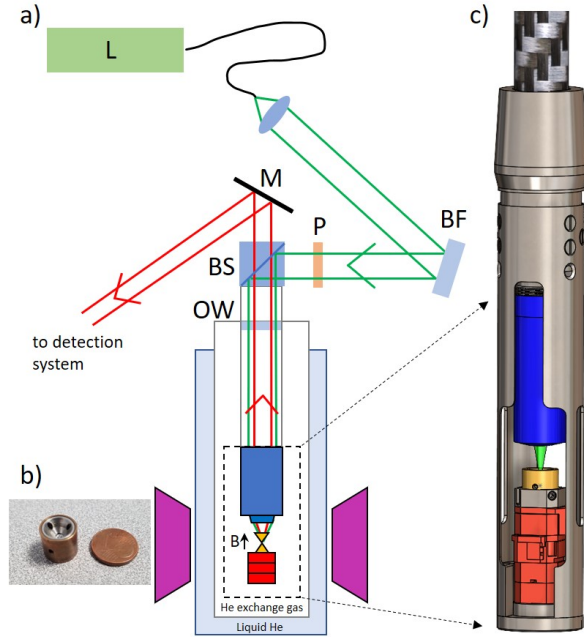 a)
L
c)
M
P
BF
BS
OW
to detection
system
b)
B
He exchange gas
Liquid He